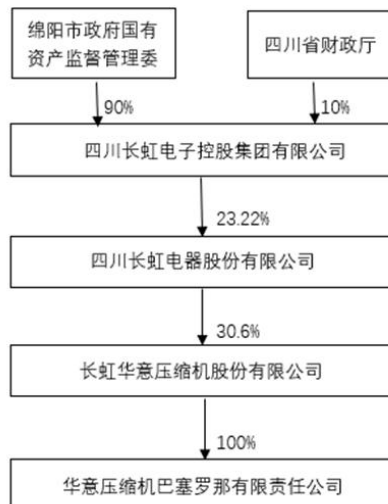 绵阳市政府国有
资产监督管理委
四川省财政厅
90%
10%
四川长虹电子控股集团有限公司
23.22%
四川长虹电器股份有限公司
30.6%
长虹华意压缩机股份有限公司
100%
华意压缩机巴塞罗那有限责任公司